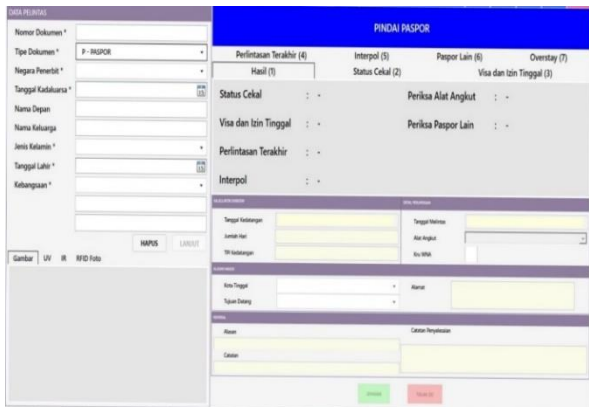 DATA PELINTAS
Nomor Dokumen *
Tipe Dokumen *
P - PASPOR
Negara Penerbit *
Tanggal Kadaluarsa *
15
Nama Depan
Nama Keluarga
Jenis Kelamin *
Tanggal Lahir *
15
Kebangsaan *
HAPUS
LANJUT
Gambar UV IR RFID Foto
PINDAI PASPOR
Perlintasan Terakhir (4) Interpol (5) Paspor Lain (6) Overstay (7)
Hasil (1) Status Cekal (2) Visa dan Izin Tinggal (3)
Status Cekal : -
Periksa Alat Angkut : -
Visa dan Izin Tinggal : -
Periksa Paspor Lain : -
Perlintasan Terakhir : -
Interpol : -
Tanggal Kedatangan
Jumlah Hari
TPI Kedatangan
Tanggal Melintas
Alat Angkut
Kru WNA
Kota Tinggal
Tujuan Datang
Alamat
Alasan
Catatan
Catatan Penyelesaian